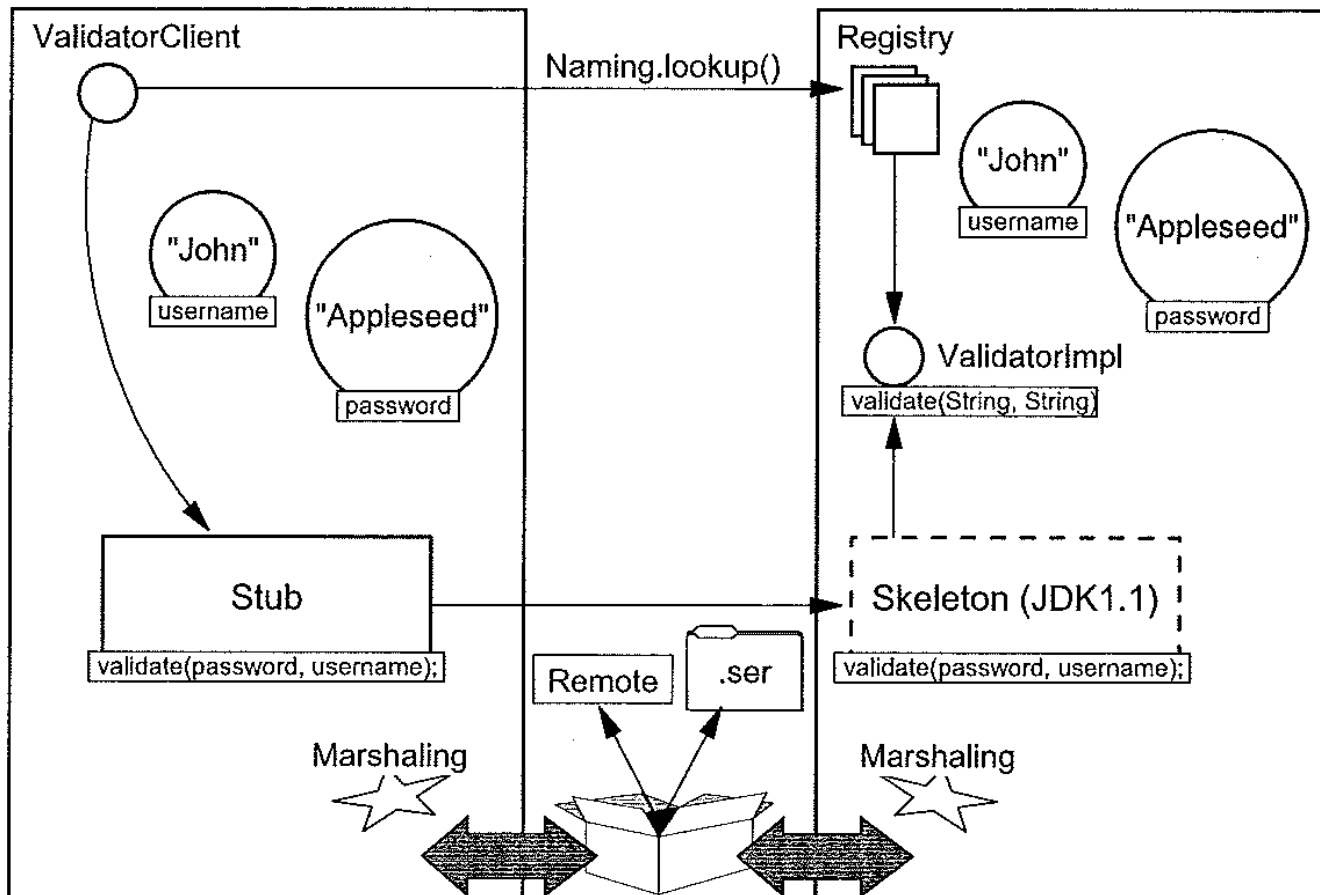 ValidatorClient
Naming.lookup()
Registry
"John"
username
"Appleseed"
password
"John"
username
"Appleseed"
password
ValidatorImpl
validate(String, String)
Stub
validate(password, username);
Skeleton (JDK1.1)
validate(password, username);
Remote
.ser
Marshaling
Marshaling